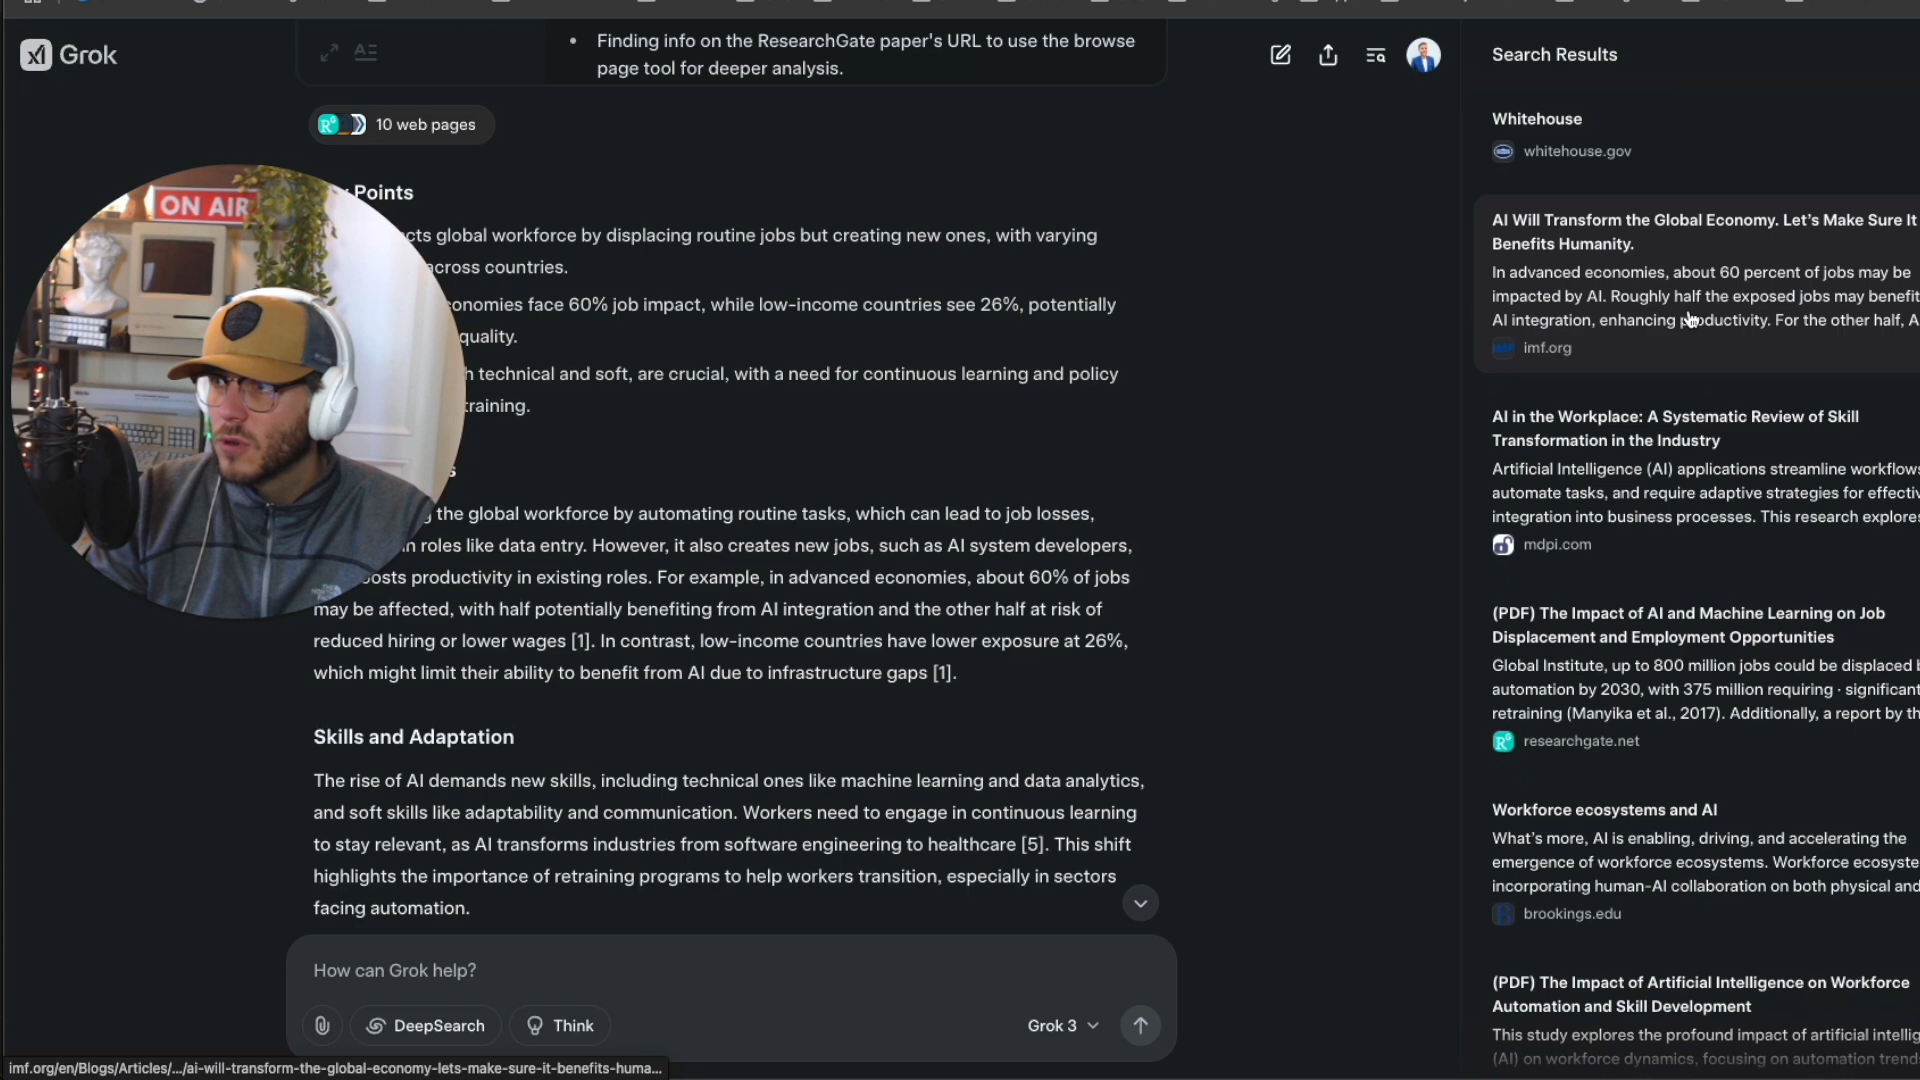 Grok
• Finding info on the ResearchGate paper's URL to use the browse
page tool for deeper analysis.
10 web pages
Points
cts global workforce by displacing routine jobs but creating new ones, with varying
across countries.
conomies face 60% job impact, while low-income countries see 26%, potentially
quality.
h technical and soft, are crucial, with a need for continuous learning and policy
training.
s
g the global workforce by automating routine tasks, which can lead to job losses,
n roles like data entry. However, it also creates new jobs, such as AI system developers,
osts productivity in existing roles. For example, in advanced economies, about 60% of jobs
may be affected, with half potentially benefiting from AI integration and the other half at risk of
reduced hiring or lower wages [1]. In contrast, low-income countries have lower exposure at 26%,
which might limit their ability to benefit from AI due to infrastructure gaps [1].
Skills and Adaptation
The rise of AI demands new skills, including technical ones like machine learning and data analytics,
and soft skills like adaptability and communication. Workers need to engage in continuous learning
to stay relevant, as AI transforms industries from software engineering to healthcare [5]. This shift
highlights the importance of retraining programs to help workers transition, especially in sectors
facing automation.
How can Grok help?
DeepSearch
Think
Grok 3
imf.org/en/Blogs/Articles/.../ai-will-transform-the-global-economy-lets-make-sure-it-benefits-huma...
ON AIR
THE
NORTH
FACE
Search Results
Whitehouse
whitehouse.gov
AI Will Transform the Global Economy. Let's Make Sure It
Benefits Humanity.
In advanced economies, about 60 percent of jobs may be
impacted by AI. Roughly half the exposed jobs may benefit
AI integration, enhancing productivity. For the other half, A
imf.org
AI in the Workplace: A Systematic Review of Skill
Transformation in the Industry
Artificial Intelligence (AI) applications streamline workflows
automate tasks, and require adaptive strategies for effectiv
integration into business processes. This research explores
mdpi.com
(PDF) The Impact of AI and Machine Learning on Job
Displacement and Employment Opportunities
Global Institute, up to 800 million jobs could be displaced b
automation by 2030, with 375 million requiring · significant
retraining (Manyika et al., 2017). Additionally, a report by th
researchgate.net
Workforce ecosystems and AI
What's more, AI is enabling, driving, and accelerating the
emergence of workforce ecosystems. Workforce ecosyste
incorporating human-AI collaboration on both physical and
brookings.edu
(PDF) The Impact of Artificial Intelligence on Workforce
Automation and Skill Development
This study explores the profound impact of artificial intellig
(AI) on workforce dynamics, focusing on automation trend